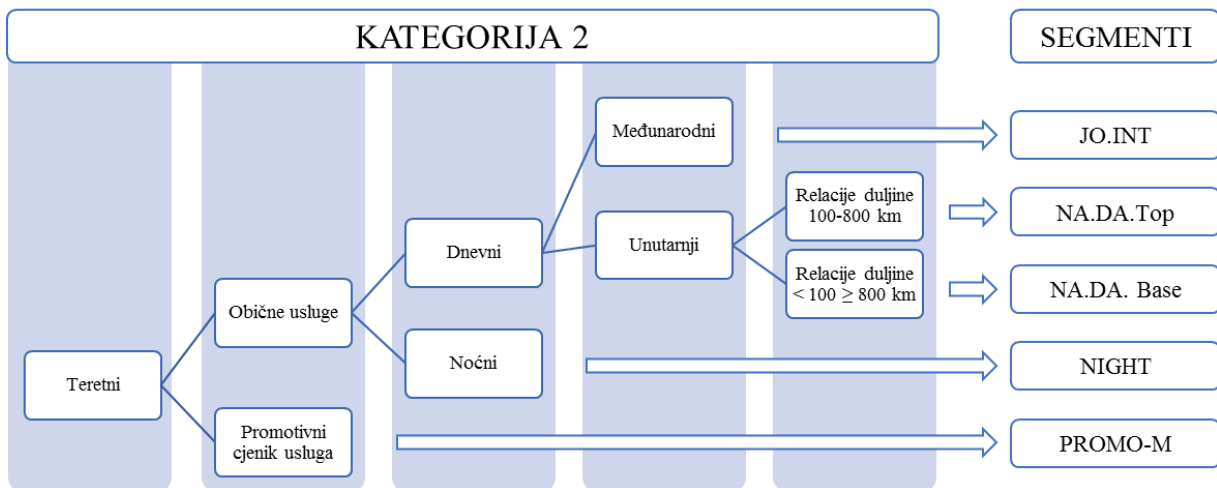 KATEGORIJA 2
SEGMENTI
Međunarodni
JO.INT
Relacije duljine
100-800 km
NA.DA.Top
Dnevni
Unutarnji
Relacije duljine
< 100 ≥ 800 km
NA.DA. Base
Obične usluge
Noćni
NIGHT
Teretni
Promotivni
cjenik usluga
PROMO-M